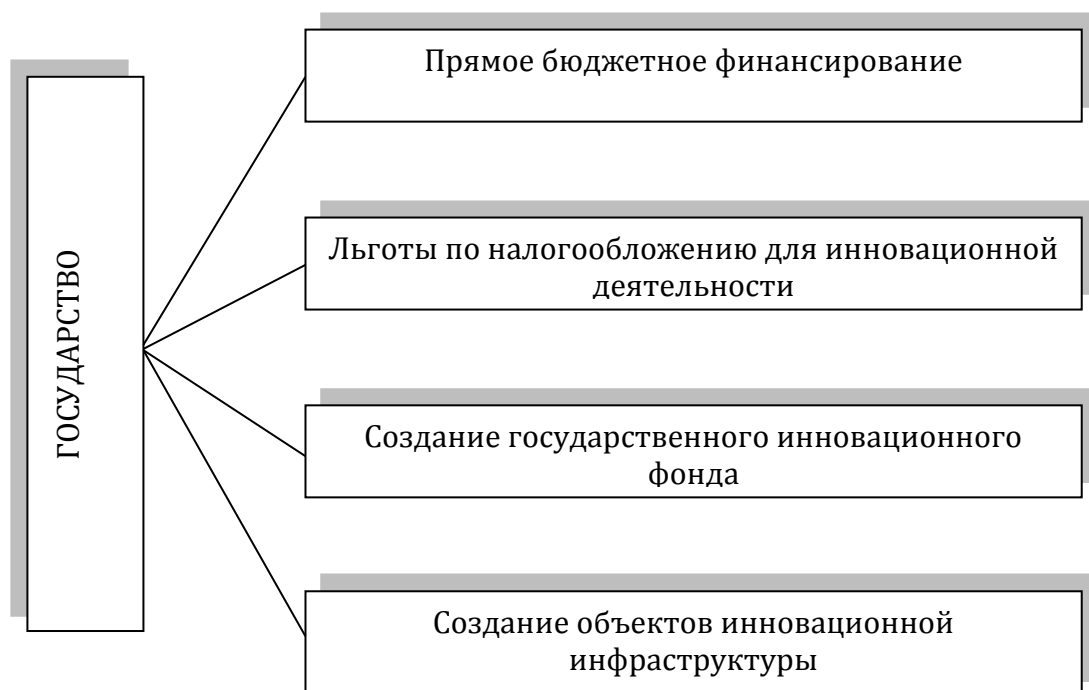 ГОСУДАРСТВО
Прямое бюджетное финансирование
Льготы по налогообложению для инновационной
деятельности
Создание государственного инновационного
фонда
Создание объектов инновационной
инфраструктуры